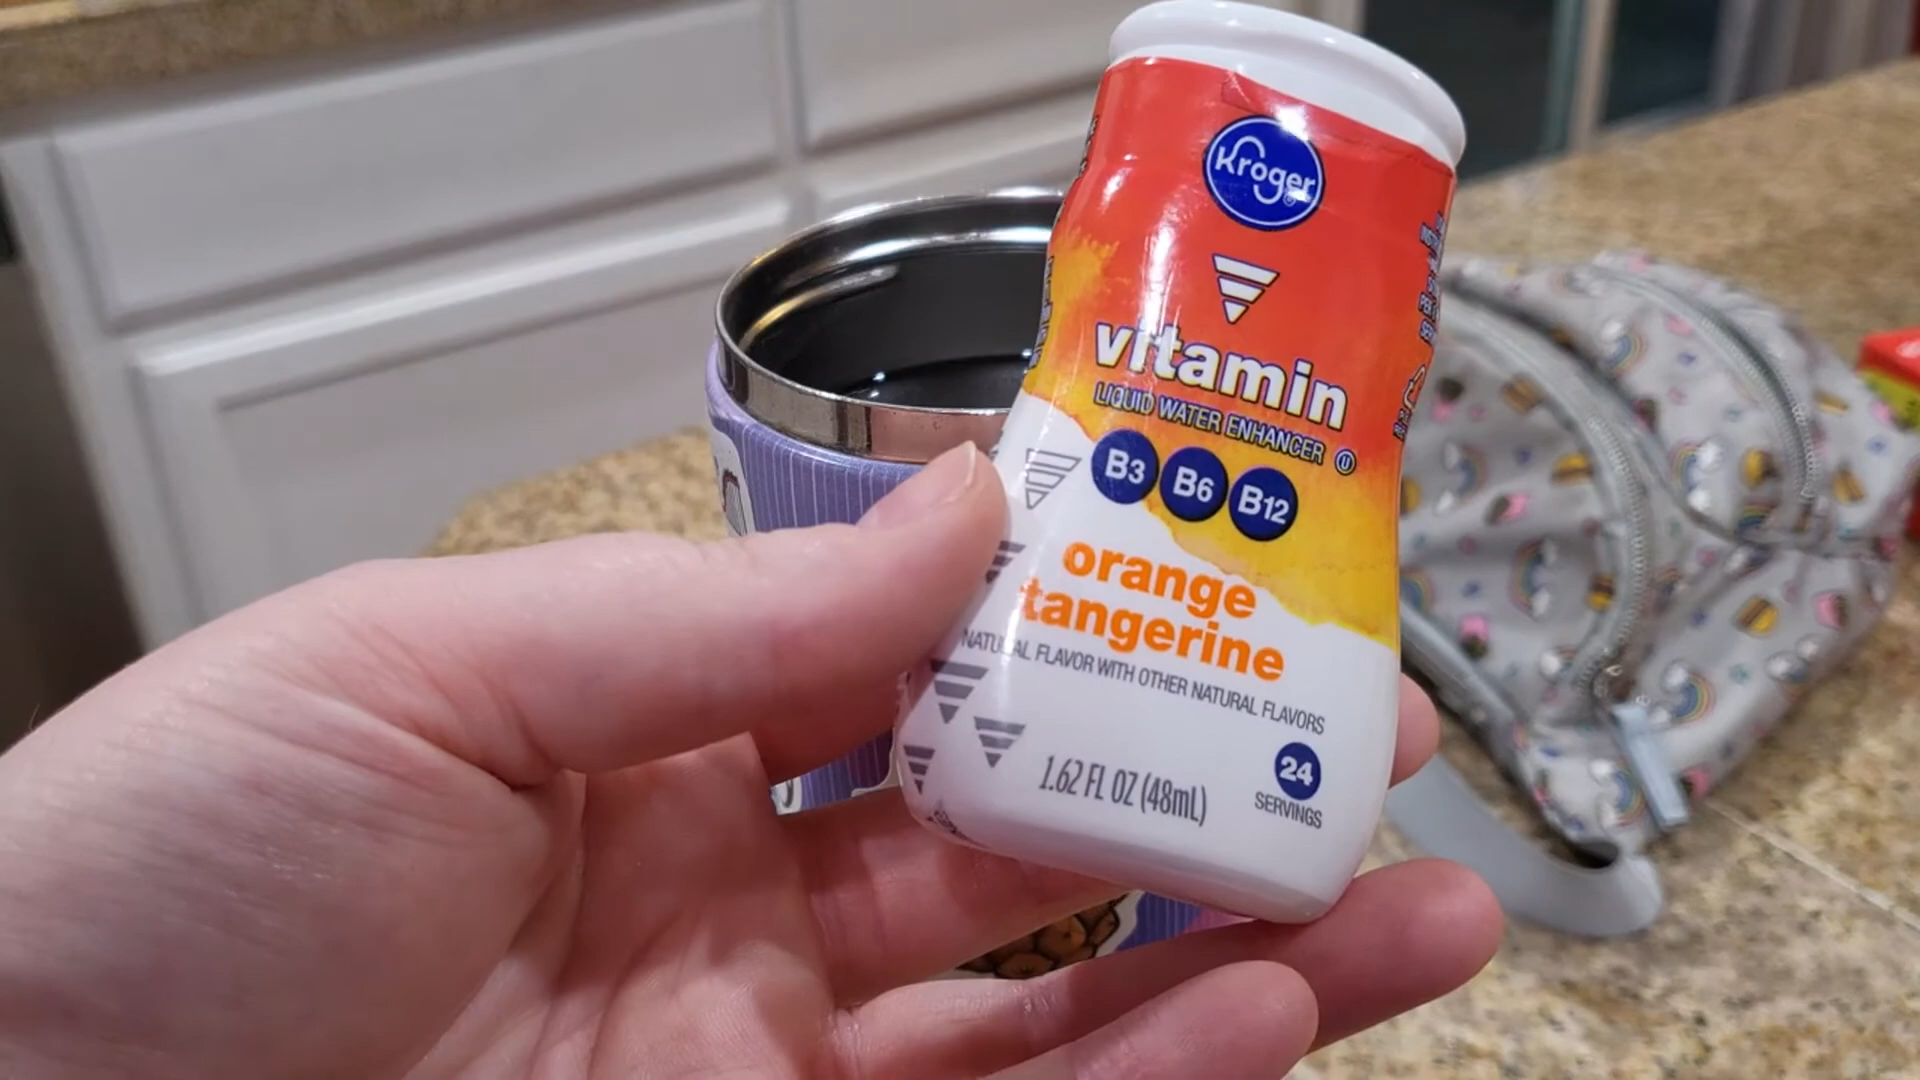 Kroger
vitamin
LIQUID WATER ENHANCER
B3 B6 B12
orange
tangerine
NATURAL FLAVOR WITH OTHER NATURAL FLAVORS
1.62 FL OZ (48mL)
24
SERVINGS